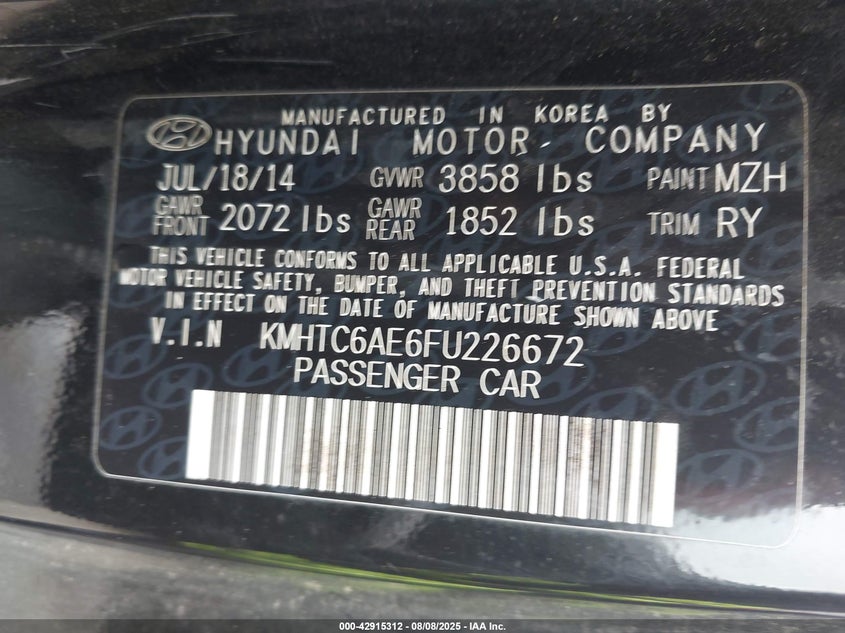 MANUFACTURED IN KOREA BY
HYUNDAI MOTOR COMPANY
JUL/18/14 GVWR 3858 lbs PAINT MZH
GAWR FRONT 2072 lbs GAWR REAR 1852 lbs TRIM RY
THIS VEHICLE CONFORMS TO ALL APPLICABLE U.S.A. FEDERAL
MOTOR VEHICLE SAFETY, BUMPER, AND THEFT PREVENTION STANDARDS
IN EFFECT ON THE DATE OF MANUFACTURE SHOWN ABOVE
V.I.N KMHTC6AE6FU226672
PASSENGER CAR
000-42915312 - 08/08/2025 - IAA Inc.